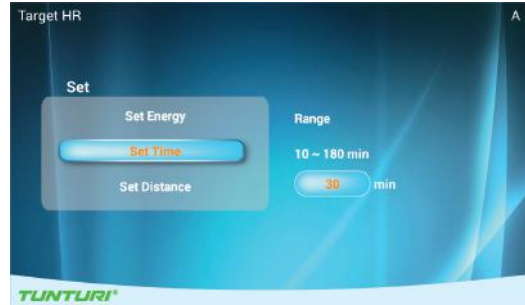 Target HR
A
Set
Set Energy
Set Time
Set Distance
Range
10 ~ 180 min
30 min
TUNTURI®